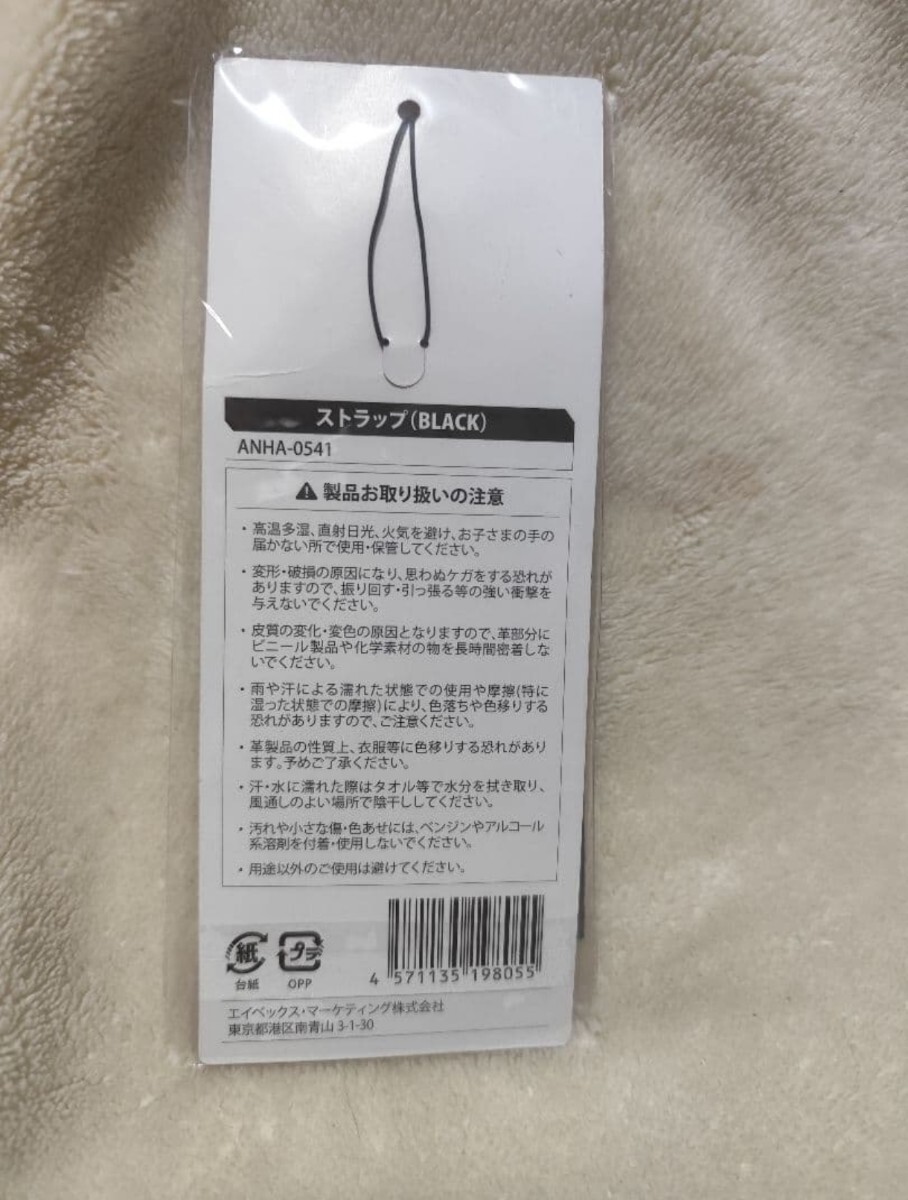 ストラップ(BLACK)
ANHA-0541
製品お取り扱いの注意
・高温多湿、直射日光、火気を避け、お子さまの手の
届かない所で使用・保管してください。
・変形・破損の原因になり、思わぬケガをする恐れが
ありますので、振り回す・引っ張る等の強い衝撃を
与えないでください。
・皮質の変化・変色の原因となりますので、革部分に
ビニール製品や化学素材の物を長時間密着しな
いでください。
・雨や汗による濡れた状態での使用や摩擦(特に
湿った状態での摩擦)により、色落ちや色移りする
恐れがありますので、ご注意ください。
・革製品の性質上、衣服等に色移りする恐れがあり
ます。予めご了承ください。
・汗・水に濡れた際はタオル等で水分を拭き取り、
風通しのよい場所で陰干ししてください。
・汚れや小さな傷・色あせには、ベンジンやアルコール
系溶剤を付着・使用しないでください。
・用途以外のご使用は避けてください。
紙 プラ
台紙 OPP
4 571135 198055
エイベックス・マーケティング株式会社
東京都港区南青山 3-1-30